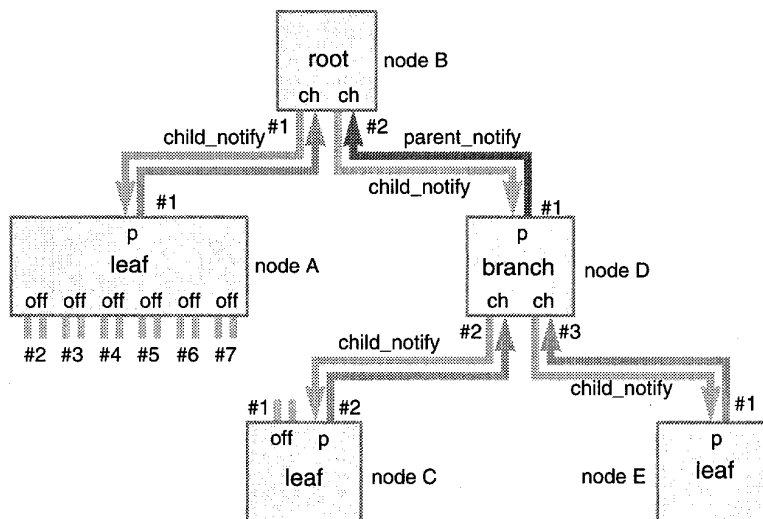 root
node B
ch ch
#1
#2
child_notify
parent_notify
child_notify
#1
#1
p
p
leaf
node A
branch
node D
off off off off off off
ch ch
#2 #3 #4 #5 #6 #7
child_notify
#2
#3
child_notify
#1
#2
#1
off p
p
leaf
node C
node E
leaf